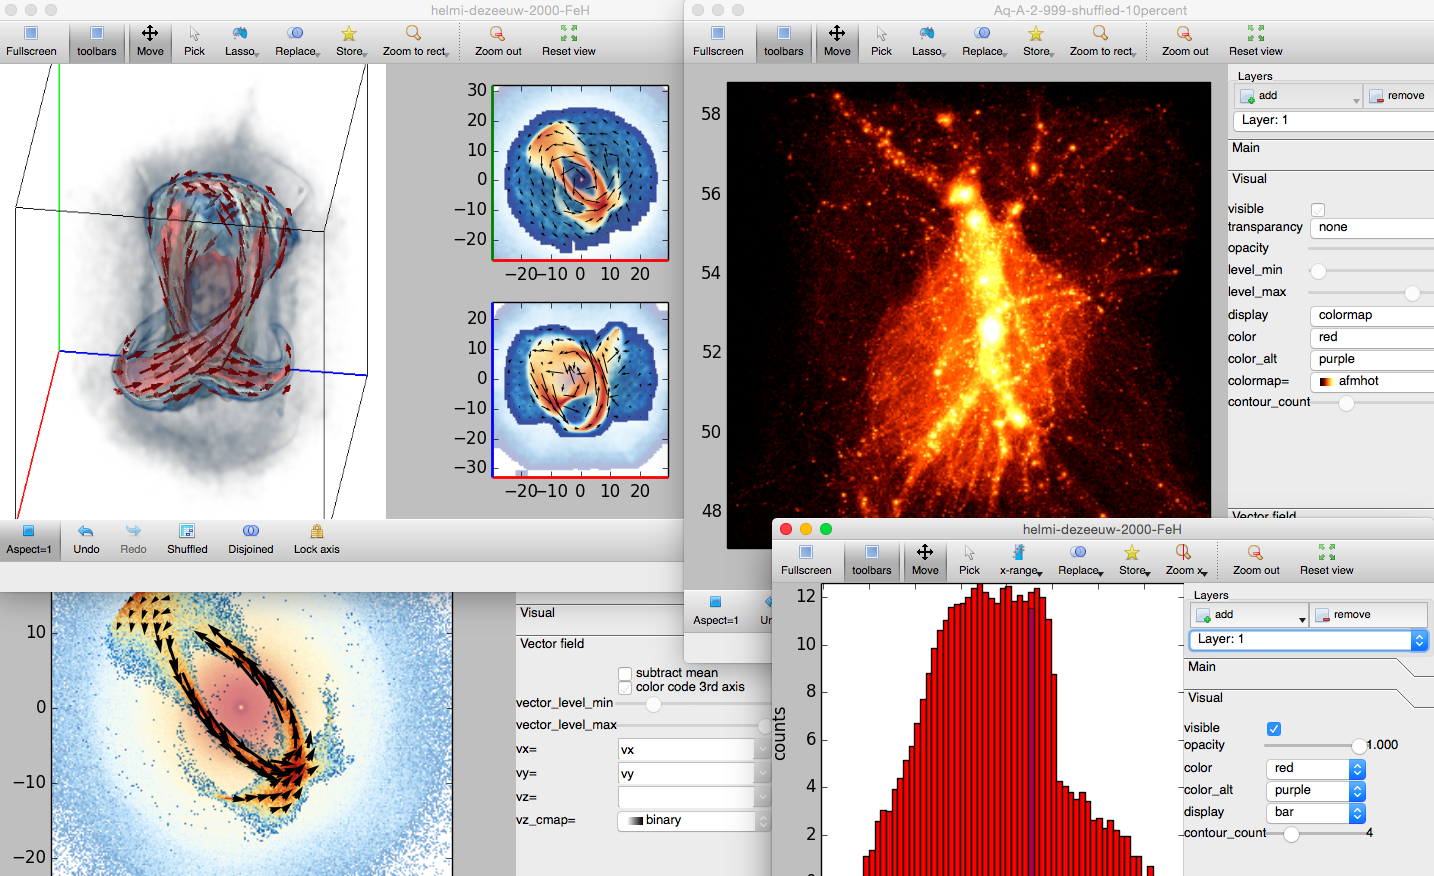 helmi-dezeeuw-2000-FeH
Fullscreen toolbars Move Pick Lasso Replace Store Zoom to rect Zoom out Reset view
30
20
10
0
−10
−20
−20 −10 0 10 20
20
10
0
−10
−20
−30
−20 −10 0 10 20
Aspect=1 Undo Redo Shuffled Disjoined Lock axis
Aq-A-2-999-shuffled-10percent
Fullscreen toolbars Move Pick Lasso Replace Store Zoom to rect Zoom out Reset view
58
56
54
52
50
48
Layers
add remove
Layer: 1
Main
Visual
visible
transparancy none
opacity
level_min
level_max
display colormap
color red
color_alt purple
colormap= afmhot
contour_count
Vector field
Aspect=1
10
0
−10
−20
Visual
Vector field
subtract mean
color code 3rd axis
vector_level_min
vector_level_max
vx= vx
vy= vy
vz=
vz_cmap= binary
helmi-dezeeuw-2000-FeH
Fullscreen toolbars Move Pick x-range Replace Store Zoom x Zoom out Reset view
12
10
8
6
4
2
counts
Layers
add remove
Layer: 1
Main
Visual
visible
opacity 1.000
color red
color_alt purple
display bar
contour_count 4